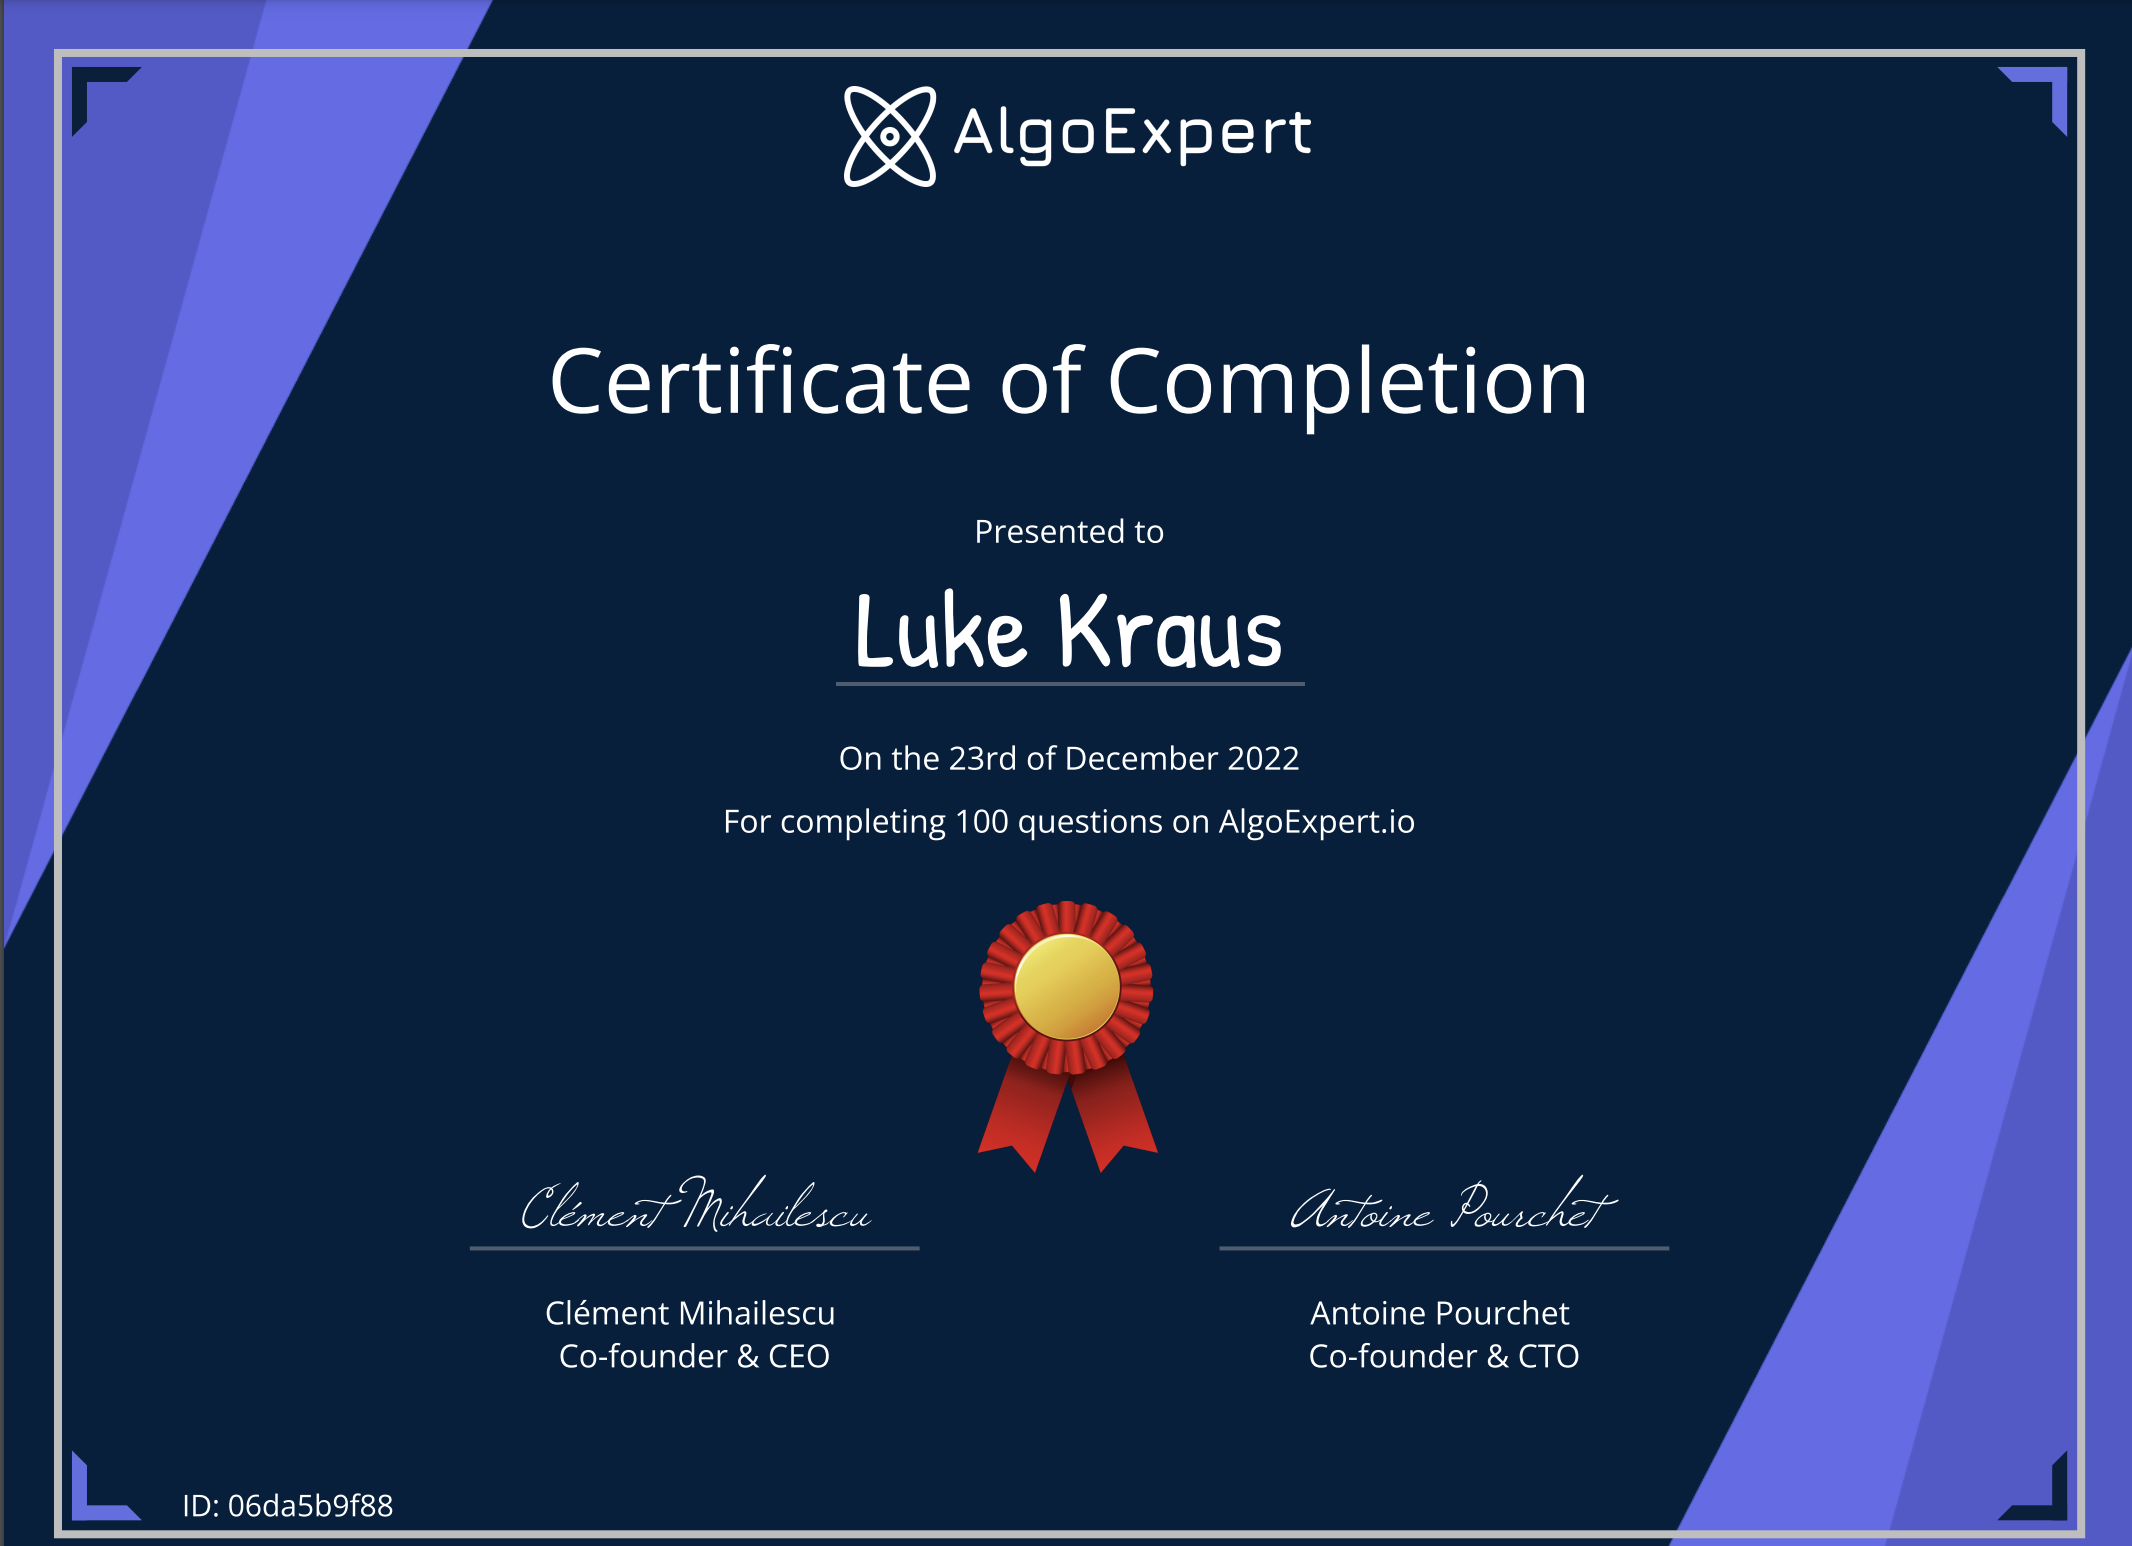 AlgoExpert
Certificate of Completion
Presented to
Luke Kraus
On the 23rd of December 2022
For completing 100 questions on AlgoExpert.io
Clément Mihailescu
Antoine Pourchet
Clément Mihailescu
Co-founder & CEO
Antoine Pourchet
Co-founder & CTO
ID: 06da5b9f88